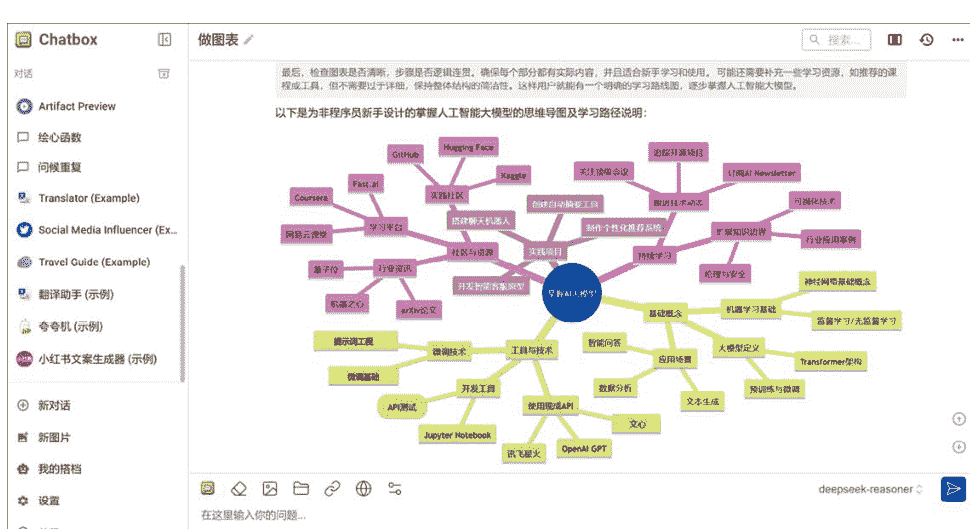 Chatbox
做图表
搜索...
对话
Artifact Preview
绘心函数
问候重复
Translator (Example)
Social Media Influencer (Ex...
Travel Guide (Example)
翻译助手 (示例)
夸夸机 (示例)
小红书文案生成器 (示例)
新对话
新图片
我的搭档
设置
最后，检查图表是否清晰，步骤是否逻辑连贯。确保每个部分都有实际内容，并且适合新手学习和使用。可能还需要补充一些学习资源，如推荐的课
程或工具，但不需要过于详细，保持整体结构的简洁性。这样用户就能有一个明确的学习路线图，逐步掌握人工智能大模型。
以下是为非程序员新手设计的掌握人工智能大模型的思维导图及学习路径说明：
GitHub
Hugging Face
Kaggle
实践社区
Fast.ai
Coursera
网易云课堂
学习平台
社区与资源
量子位
行业资讯
机器之心
arXiv论文
创建自动摘要工具
搭建聊天机器人
制作个性化推荐系统
实践项目
开发智能客服原型
追踪开源项目
关注顶级会议
订阅AI Newsletter
跟进技术动态
可视化技术
扩展知识边界
行业应用案例
伦理与安全
持续学习
掌握AI大模型
神经网络基础概念
机器学习基础
监督学习/无监督学习
基础概念
大模型定义
Transformer架构
预训练与微调
智能问答
应用场景
数据分析
文本生成
工具与技术
提示词工程
微调技术
微调基础
开发工具
API测试
Jupyter Notebook
使用现成API
文心
讯飞星火
OpenAI GPT
deepseek-reasoner
在这里输入你的问题...